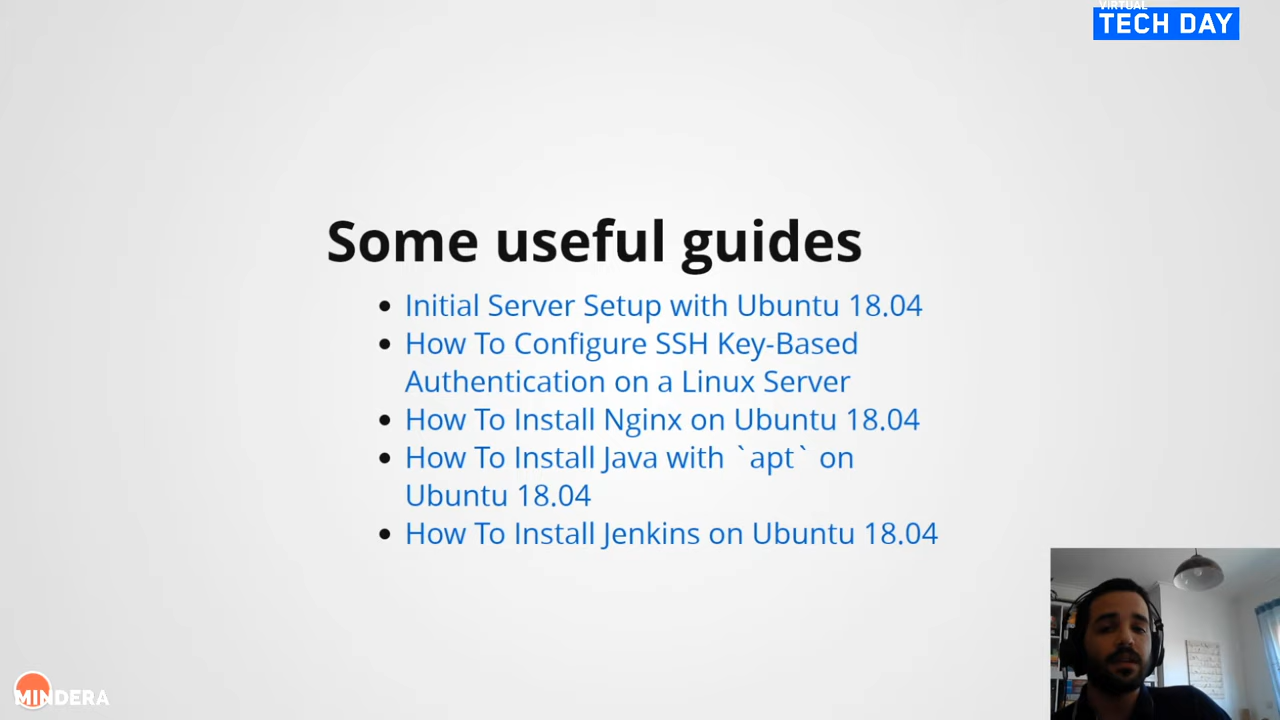 VIRTUAL
TECH DAY
Some useful guides
Initial Server Setup with Ubuntu 18.04
How To Configure SSH Key-Based
Authentication on a Linux Server
How To Install Nginx on Ubuntu 18.04
How To Install Java with `apt` on
Ubuntu 18.04
How To Install Jenkins on Ubuntu 18.04
MINDERA